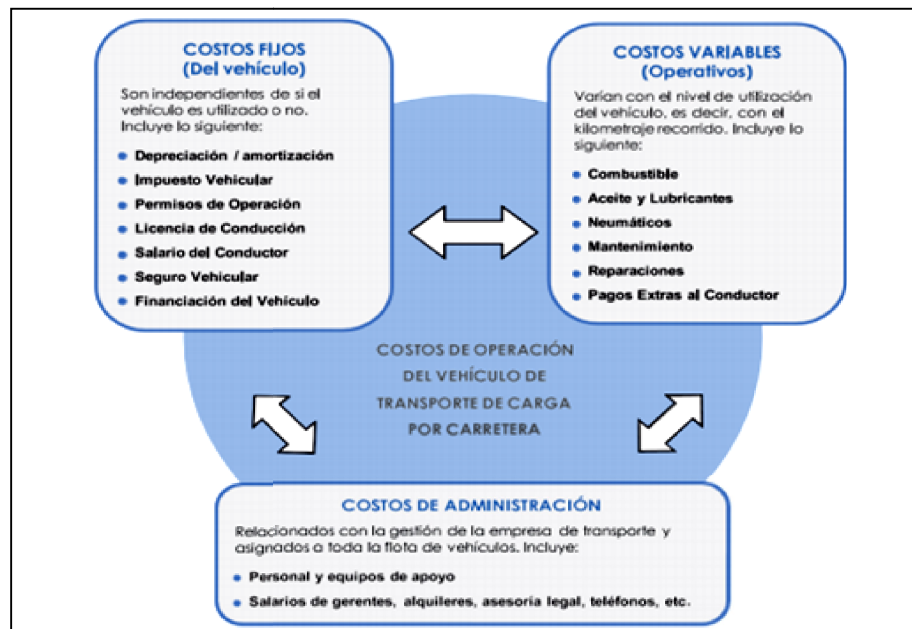 COSTOS FIJOS
(Del vehículo)
Son independientes de si el
vehículo es utilizado o no.
Incluye lo siguiente:
Depreciación / amortización
Impuesto Vehicular
Permisos de Operación
Licencia de Conducción
Salario del Conductor
Seguro Vehicular
Financiación del Vehículo
COSTOS VARIABLES
(Operativos)
Varían con el nivel de utilización
del vehículo, es decir, con el
kilometraje recorrido. Incluye lo
siguiente:
Combustible
Aceite y Lubricantes
Neumáticos
Mantenimiento
Reparaciones
Pagos Extras al Conductor
COSTOS DE OPERACIÓN
DEL VEHÍCULO DE
TRANSPORTE DE CARGA
POR CARRETERA
COSTOS DE ADMINISTRACIÓN
Relacionados con la gestión de la empresa de transporte y
asignados a toda la flota de vehículos. Incluye:
Personal y equipos de apoyo
Salarios de gerentes, alquileres, asesoría legal, teléfonos, etc.